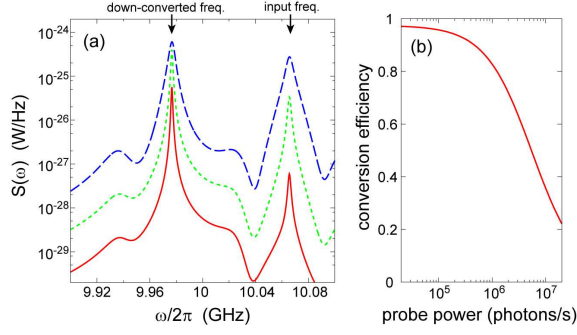 down-converted freq.
input freq.
(a)
S(ω) (W/Hz)
10-24
10-25
10-26
10-27
10-28
10-29
9.92
9.96
10
10.04
10.08
ω/2π (GHz)
(b)
conversion efficiency
1
0.8
0.6
0.4
0.2
0
10⁵
10⁶
10⁷
probe power (photons/s)